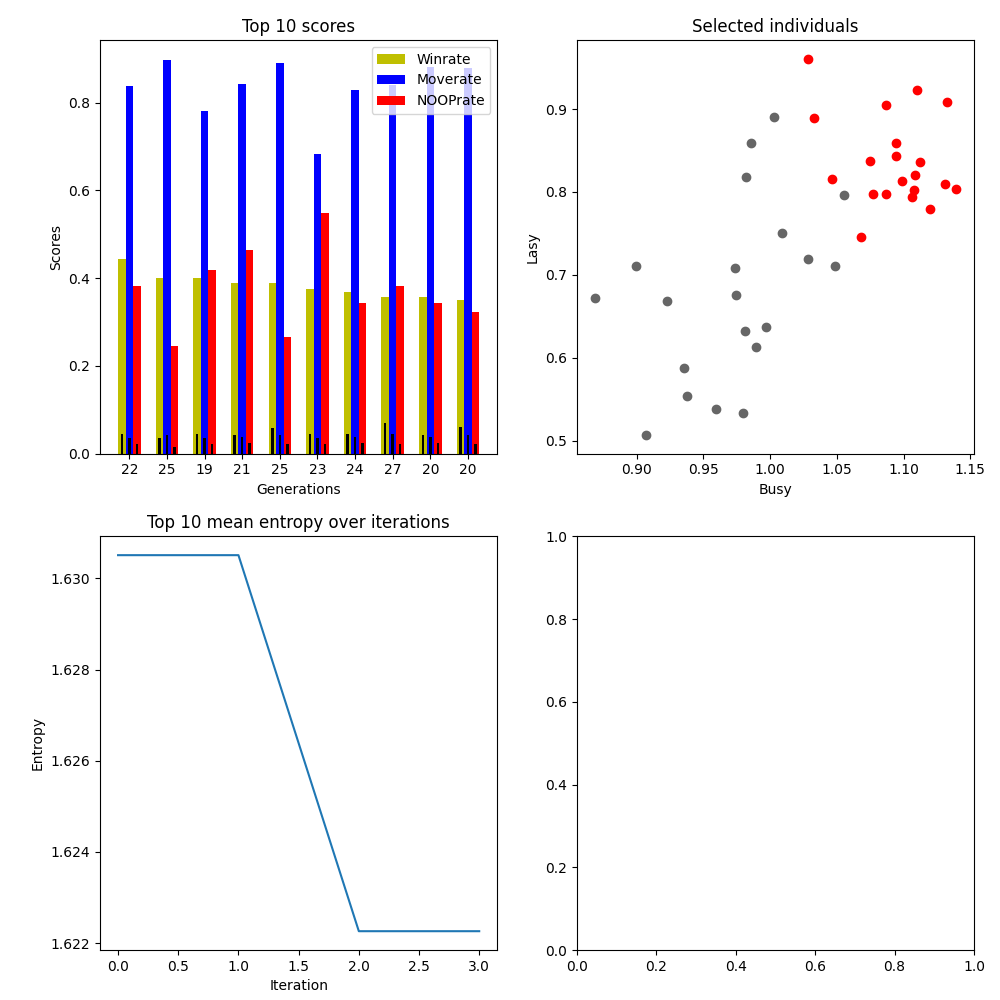 Top 10 scores
Winrate
Moverate
NOOPrate
Scores
0.8
0.6
0.4
0.2
0.0
22 25 19 21 25 23 24 27 20 20
Generations
Selected individuals
Lasy
0.9
0.8
0.7
0.6
0.5
0.90 0.95 1.00 1.05 1.10 1.15
Busy
Top 10 mean entropy over iterations
Entropy
1.630
1.628
1.626
1.624
1.622
0.0 0.5 1.0 1.5 2.0 2.5 3.0
Iteration
1.0
0.8
0.6
0.4
0.2
0.0
0.0 0.2 0.4 0.6 0.8 1.0